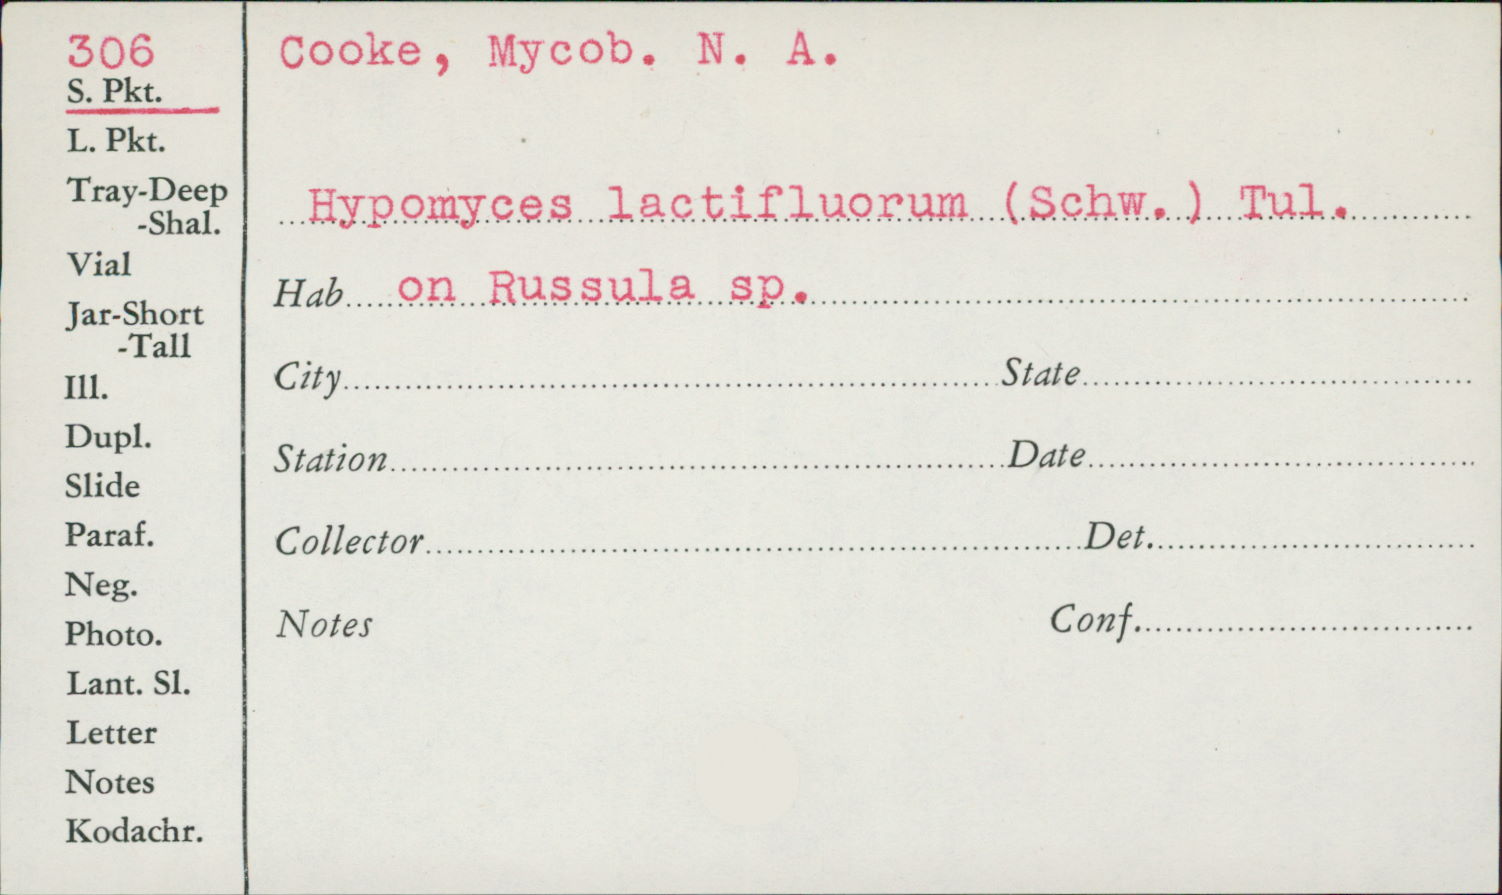 306
S. Pkt.
L. Pkt.
Tray-Deep
-Shal.
Vial
Jar-Short
-Tall
Ill.
Dupl.
Slide
Paraf.
Neg.
Photo.
Lant. Sl.
Letter
Notes
Kodachr.
Cooke, Mycob. N. A.
Hypomyces lactifluorum (Schw.) Tul.
Hab on Russula sp.
City State
Station Date
Collector Det.
Notes Conf.